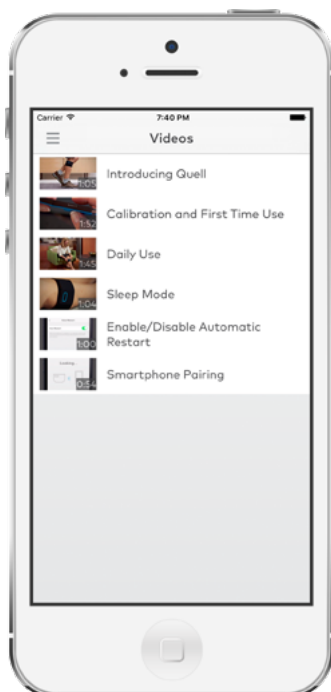 Carrier 7:40 PM
Videos
1:05 Introducing Quell
1:52 Calibration and First Time Use
1:45 Daily Use
1:04 Sleep Mode
1:00 Enable/Disable Automatic
Restart
0:54 Smartphone Pairing